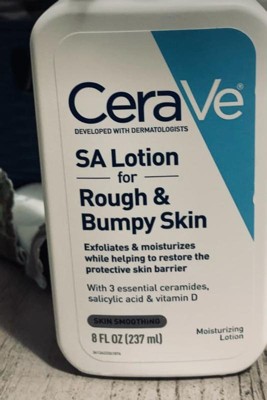 CeraVe®
DEVELOPED WITH DERMATOLOGISTS
SA Lotion
for
Rough &
Bumpy Skin
Exfoliates & moisturizes
while helping to restore the
protective skin barrier
With 3 essential ceramides,
salicylic acid & vitamin D
SKIN SMOOTHING
Moisturizing
Lotion
8 FL OZ (237 ml)